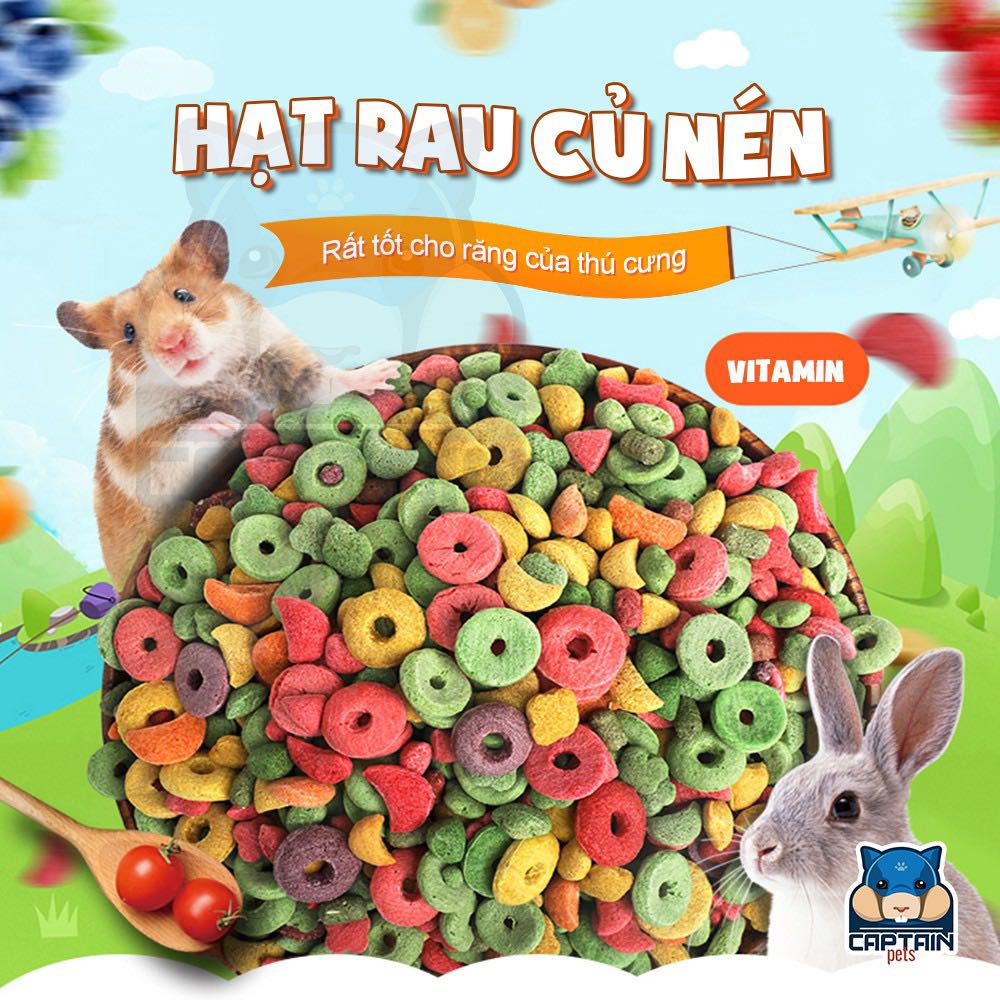 HẠT RAU CỦ NÉN
Rất tốt cho răng của thú cưng
VITAMIN
CAPTAIN
pets